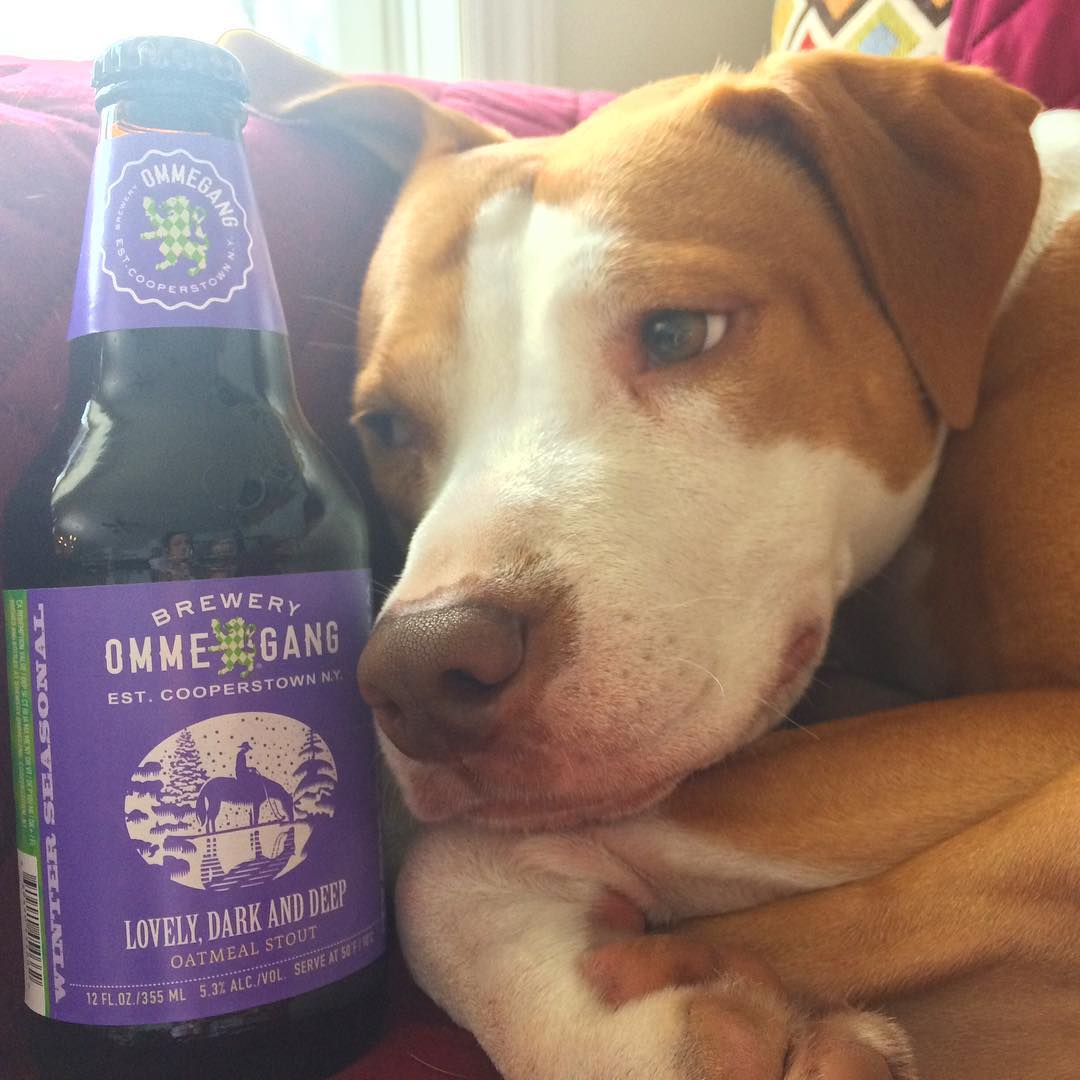 BREWERY OMMEGANG
EST. COOPERSTOWN N.Y.
BREWERY
OMMEGANG
EST. COOPERSTOWN N.Y.
LOVELY, DARK AND DEEP
OATMEAL STOUT
12 FL.OZ./355 ML 5.3% ALC./VOL. SERVE AT 50°F/10°C
WINTER SEASONAL